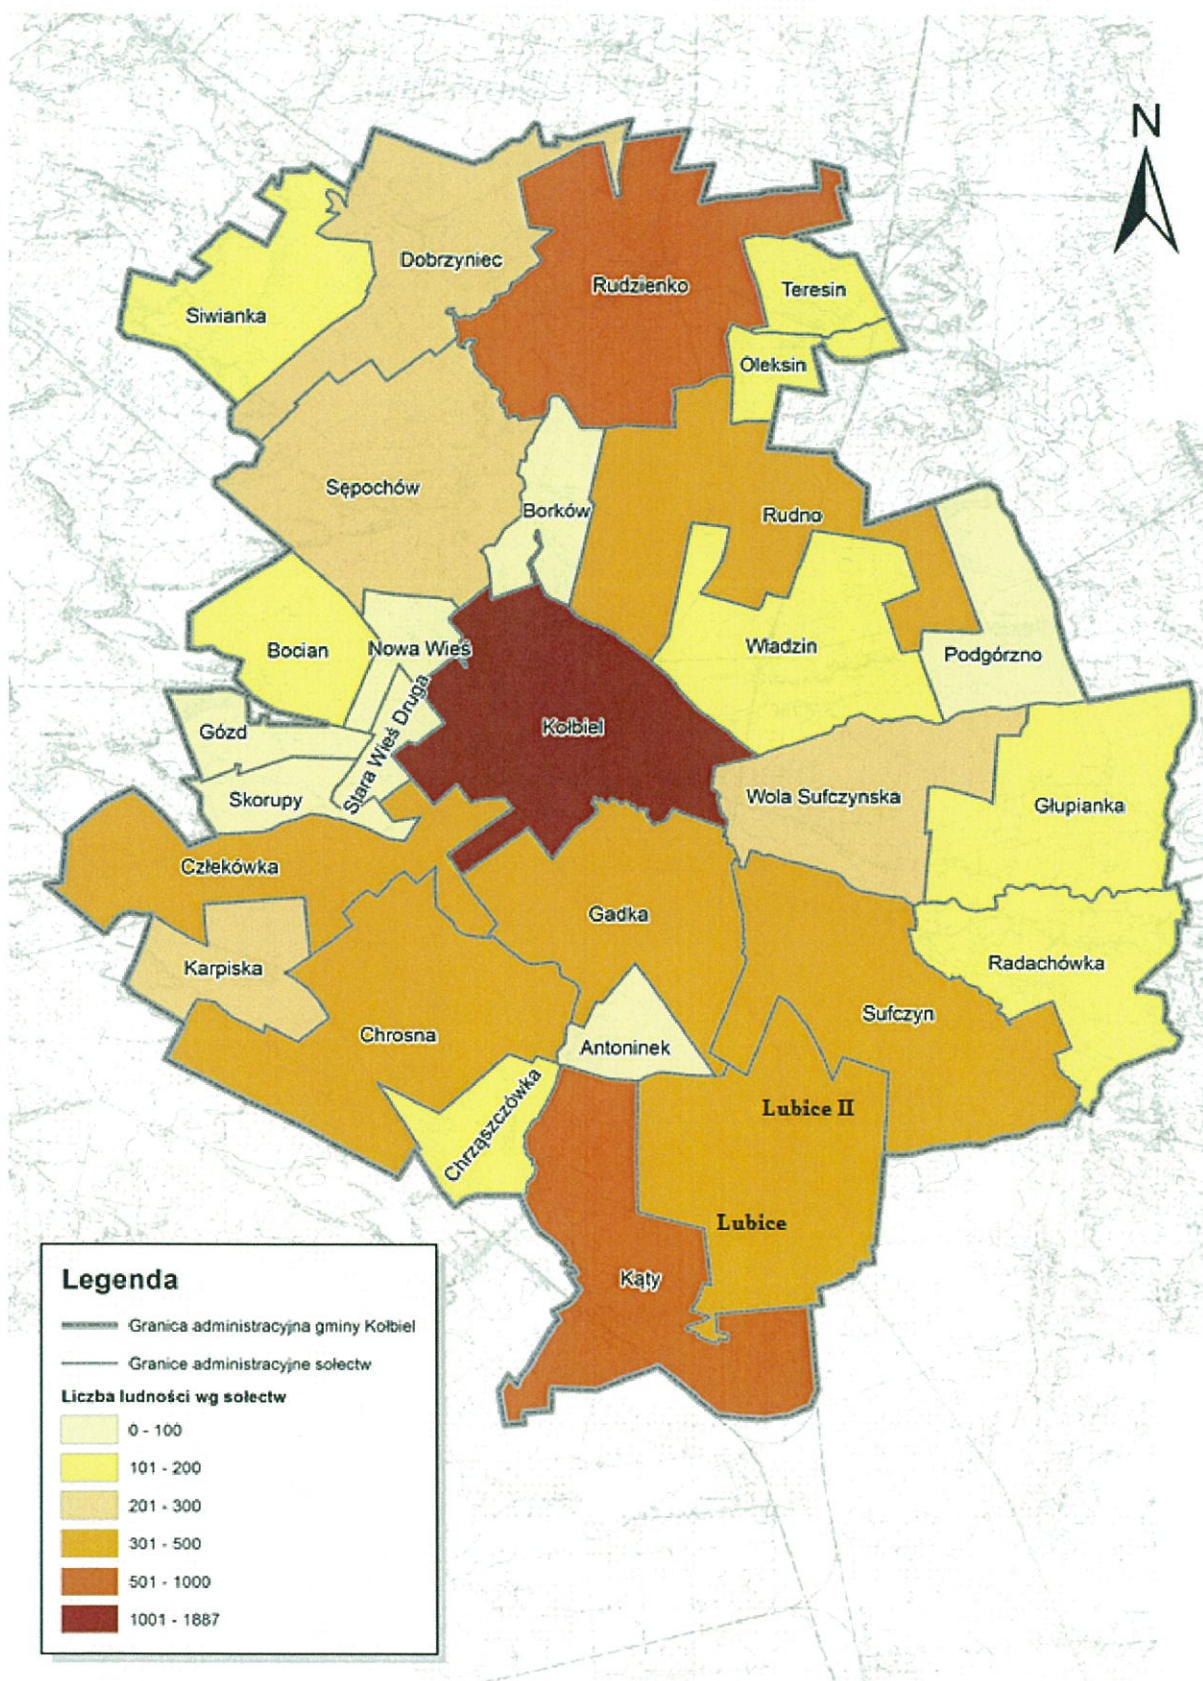 N
Dobrzyniec
Rudzienko
Teresin
Siwianka
Oleksin
Sępochów
Borków
Rudno
Bocian
Nowa Wieś
Władzin
Podgórzno
Gózd
Stara Wieś Druga
Kołbiel
Skorupy
Wola Sufczynska
Głupianka
Człekówka
Gadka
Karpiska
Radachówka
Chrosna
Sufczyn
Antoninek
Chrząszczówka
Lubice II
Lubice
Kąty
Legenda
Granica administracyjna gminy Kołbiel
Granice administracyjne sołectw
Liczba ludności wg sołectw
0 - 100
101 - 200
201 - 300
301 - 500
501 - 1000
1001 - 1887